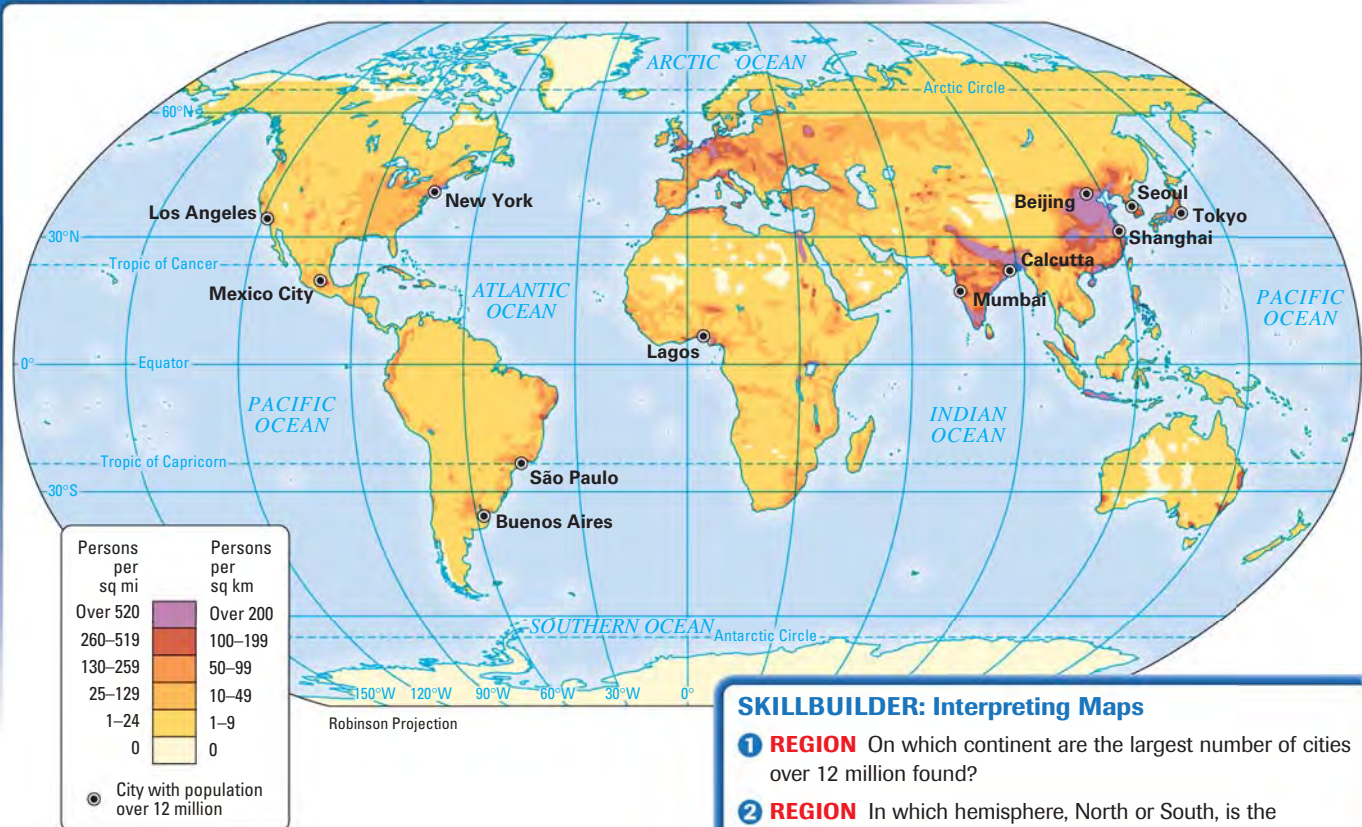 ARCTIC OCEAN
Arctic Circle
60°N
New York
Los Angeles
Beijing
Seoul
Tokyo
Shanghai
30°N
Tropic of Cancer
Calcutta
Mexico City
Mumbai
ATLANTIC
OCEAN
PACIFIC
OCEAN
Lagos
0°
Equator
PACIFIC
OCEAN
INDIAN
OCEAN
Tropic of Capricorn
São Paulo
30°S
Buenos Aires
SOUTHERN OCEAN
Antarctic Circle
150°W 120°W 90°W 60°W 30°W 0°
Robinson Projection
Persons per sq mi
Persons per sq km
Over 520 Over 200
260–519 100–199
130–259 50–99
25–129 10–49
1–24 1–9
0 0
City with population
over 12 million
SKILLBUILDER: Interpreting Maps
1 REGION On which continent are the largest number of cities
over 12 million found?
2 REGION In which hemisphere, North or South, is the